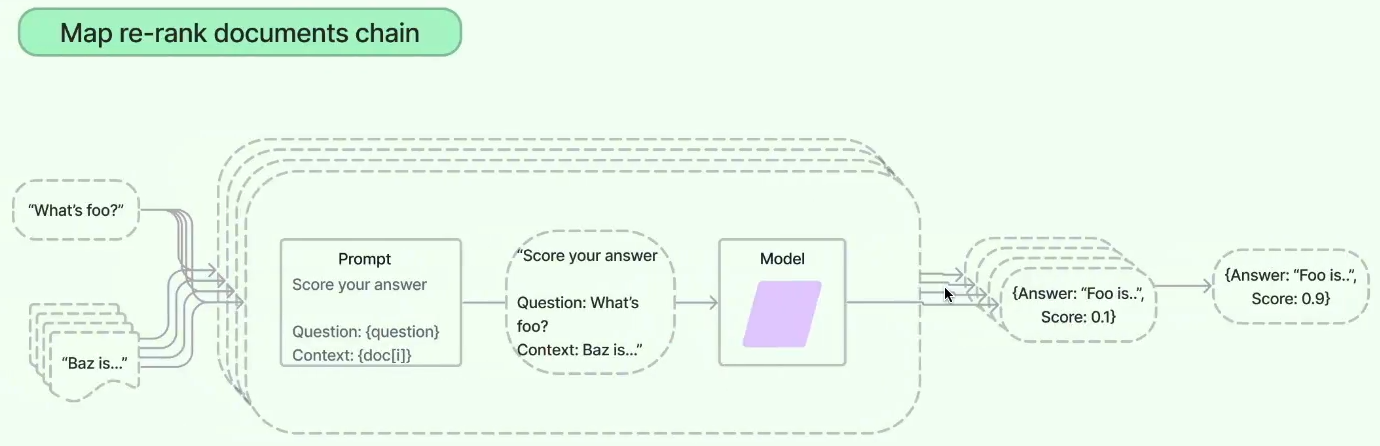 Map re-rank documents chain
“What’s foo?”
“Baz is...”
Prompt
Score your answer
Question: {question}
Context: {doc[i]}
“Score your answer
Question: What’s
foo?
Context: Baz is...”
Model
{Answer: “Foo is..”,
Score: 0.1}
{Answer: “Foo is..”,
Score: 0.9}